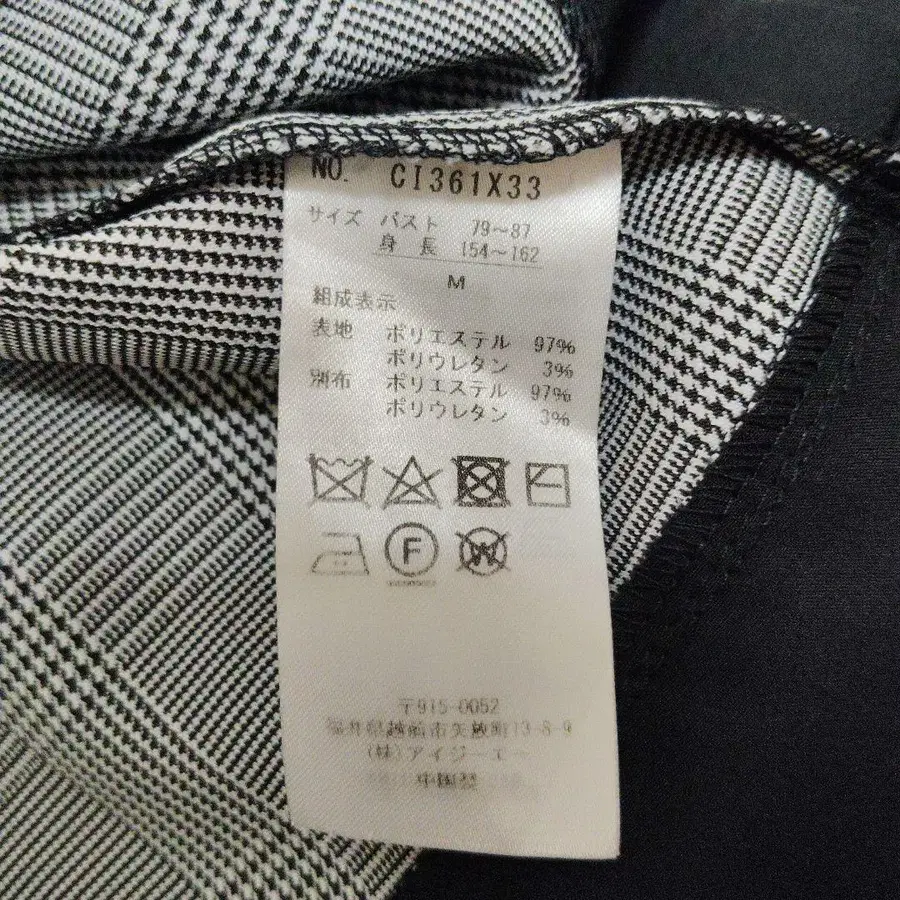 NO. CI361X33
サイズ バスト 79~87
身長 154~162
M
組成表示
表地 ポリエステル 97%
ポリウレタン 3%
別布 ポリエステル 97%
ポリウレタン 3%
F
W
〒915-0052
福井県越前市矢放町13-8-9
(株)アイジーエー
中国製